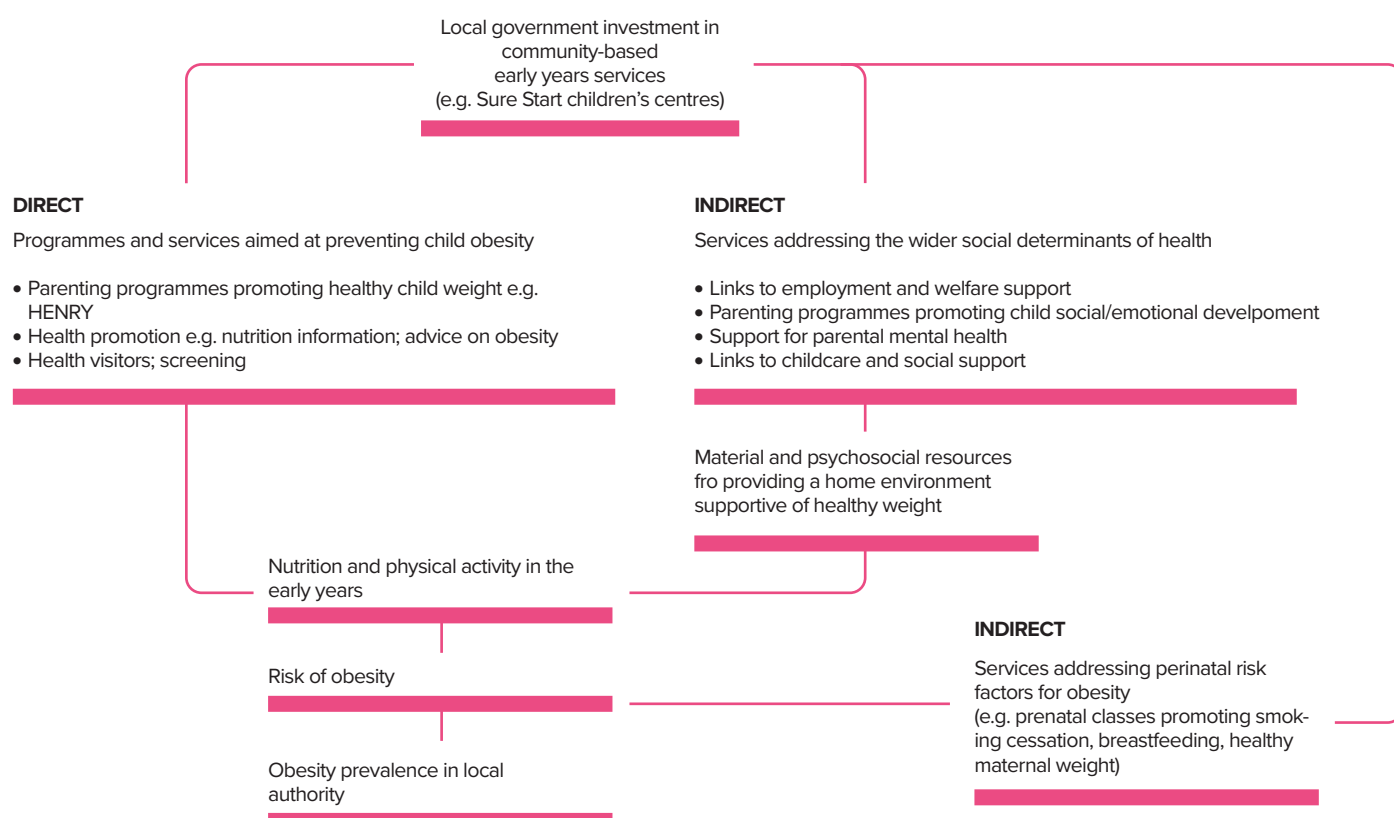 Local government investment in
community-based
early years services
(e.g. Sure Start children's centres)
DIRECT
Programmes and services aimed at preventing child obesity
• Parenting programmes promoting healthy child weight e.g.
HENRY
• Health promotion e.g. nutrition information; advice on obesity
• Health visitors; screening
INDIRECT
Services addressing the wider social determinants of health
• Links to employment and welfare support
• Parenting programmes promoting child social/emotional develpoment
• Support for parental mental health
• Links to childcare and social support
Material and psychosocial resources
fro providing a home environment
supportive of healthy weight
Nutrition and physical activity in the
early years
Risk of obesity
Obesity prevalence in local
authority
INDIRECT
Services addressing perinatal risk
factors for obesity
(e.g. prenatal classes promoting smok-
ing cessation, breastfeeding, healthy
maternal weight)